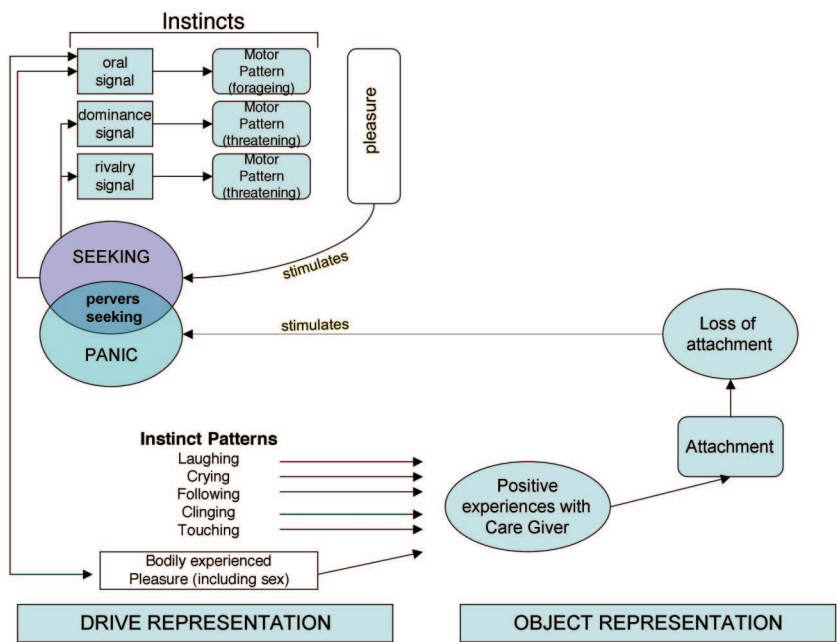 Instincts
oral
signal
Motor
Pattern
(forageing)
dominance
signal
Motor
Pattern
(threatening)
rivalry
signal
Motor
Pattern
(threatening)
pleasure
SEEKING
pervers
seeking
PANIC
stimulates
stimulates
Loss of
attachment
Attachment
Instinct Patterns
Laughing
Crying
Following
Clinging
Touching
Positive
experiences with
Care Giver
Bodily experienced
Pleasure (including sex)
DRIVE REPRESENTATION
OBJECT REPRESENTATION